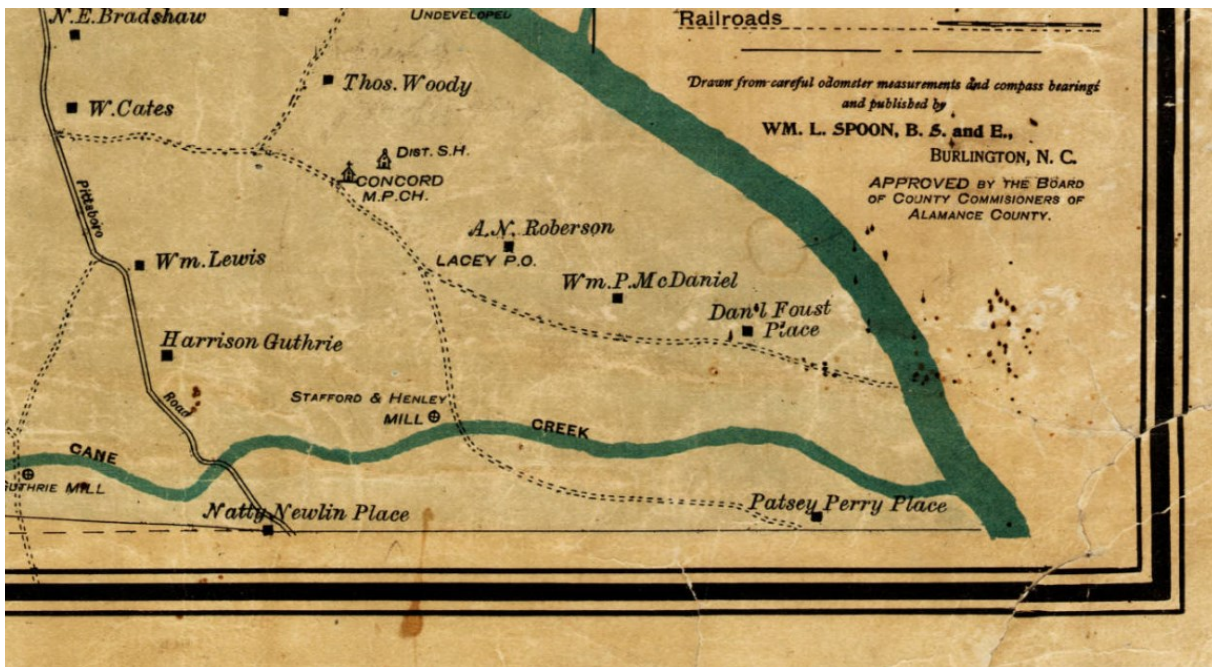 N.E. Bradshaw
UNDEVELOPED
Railroads
Thos. Woody
W. Cates
Drawn from careful odometer measurements and compass bearings
and published by
WM. L. SPOON, B. S. and E.,
BURLINGTON, N. C.
APPROVED BY THE BOARD
OF COUNTY COMMISIONERS OF
ALAMANCE COUNTY.
DIST. S.H.
CONCORD
M.P.CH.
Pittsboro
A.N. Roberson
LACEY P.O.
Wm. Lewis
Wm. P. McDaniel
Dan'l Foust
Place
Harrison Guthrie
STAFFORD & HENLEY
MILL
Road
CREEK
CANE
GUTHRIE MILL
Natty Newlin Place
Patsey Perry Place